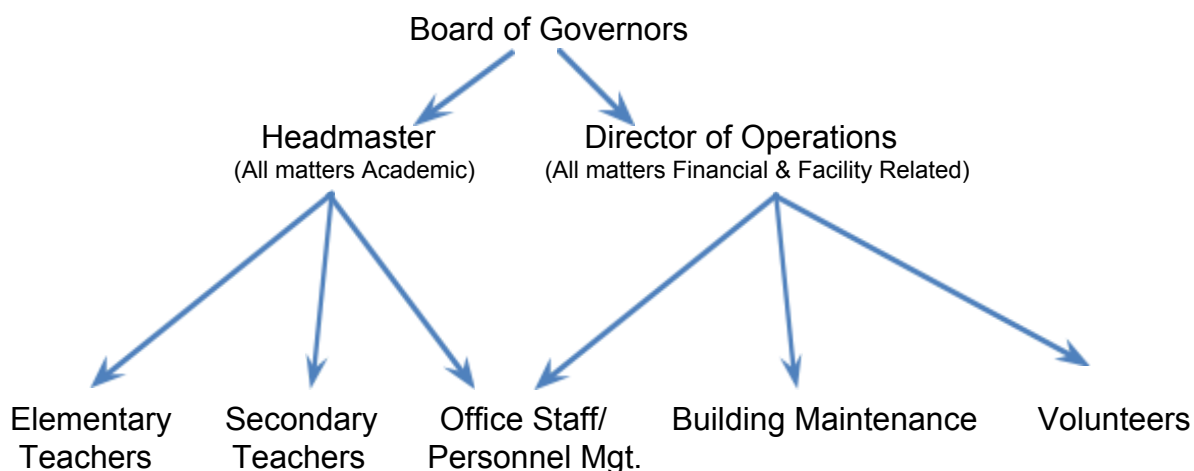 Board of Governors
Headmaster
(All matters Academic)
Director of Operations
(All matters Financial & Facility Related)
Elementary
Teachers
Secondary
Teachers
Office Staff/
Personnel Mgt.
Building Maintenance
Volunteers